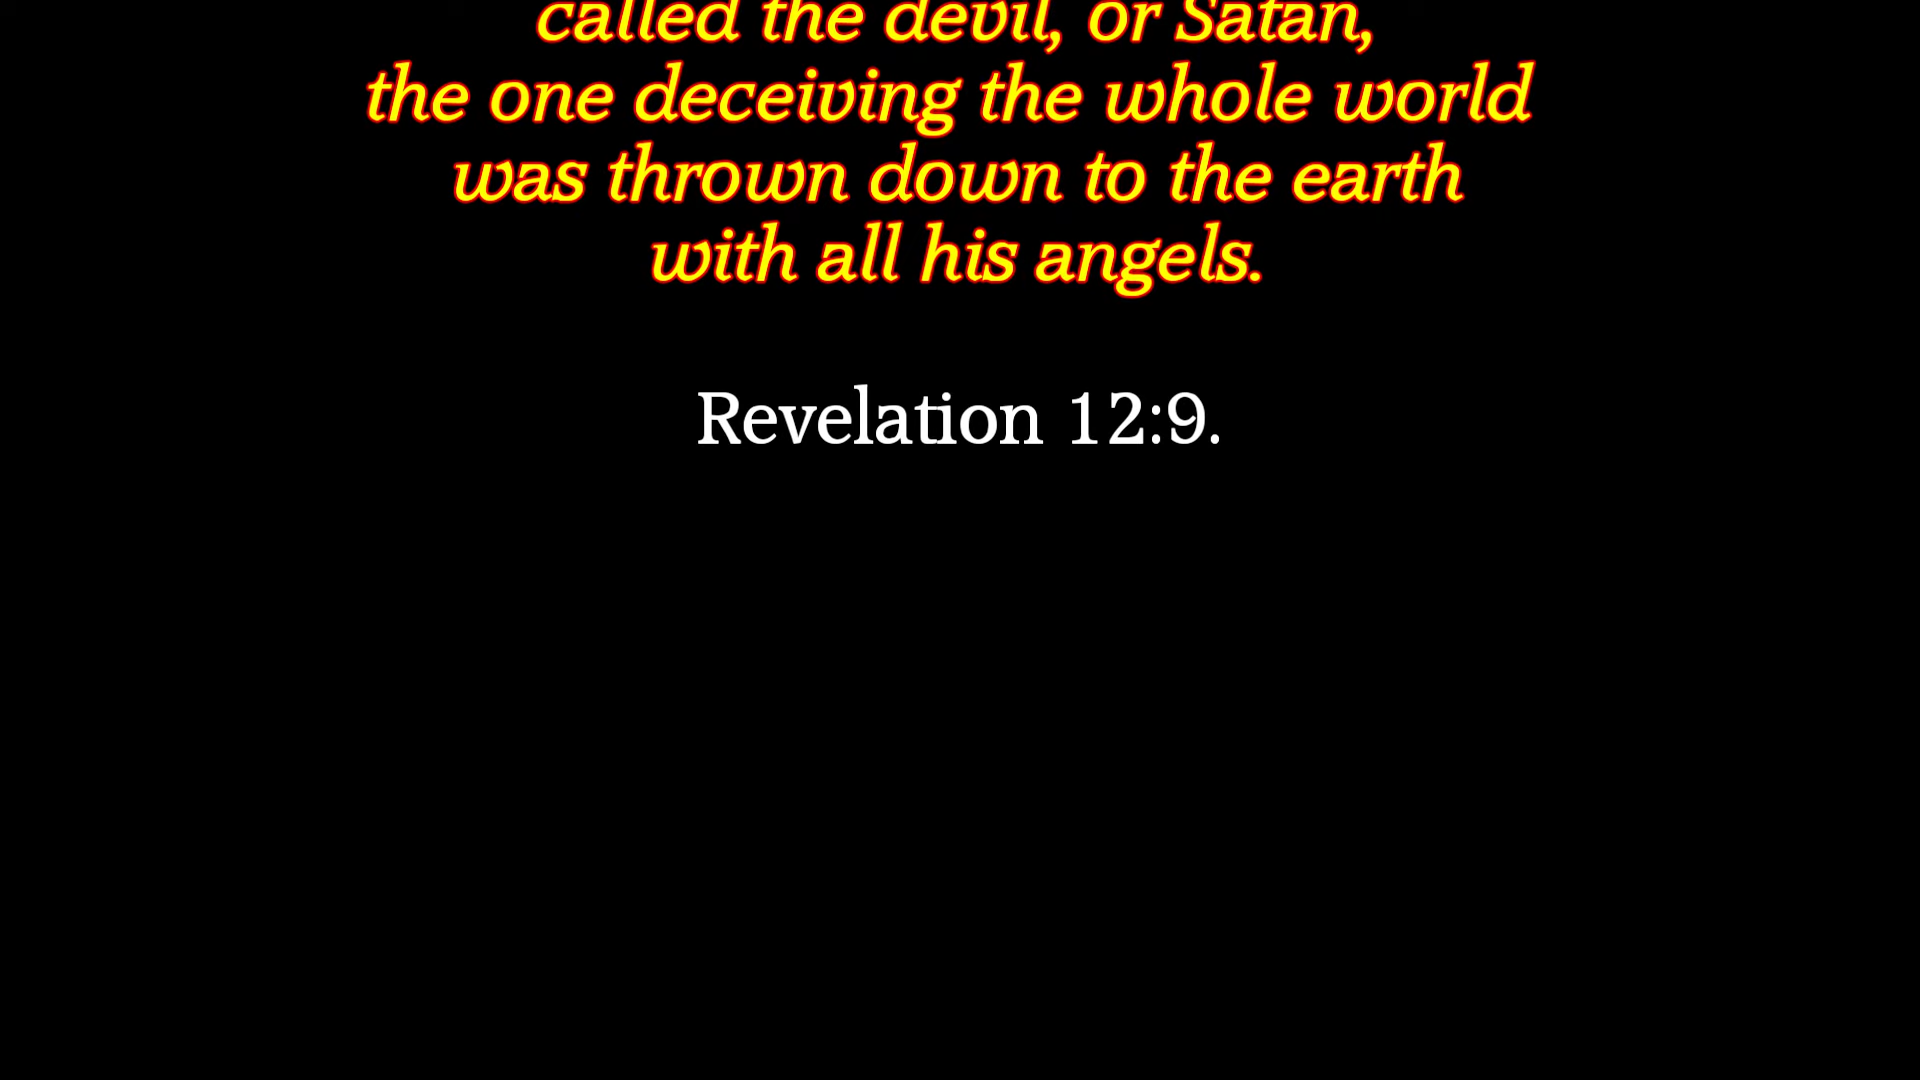 called the devil, or Satan,
the one deceiving the whole world
was thrown down to the earth
with all his angels.
Revelation 12:9.